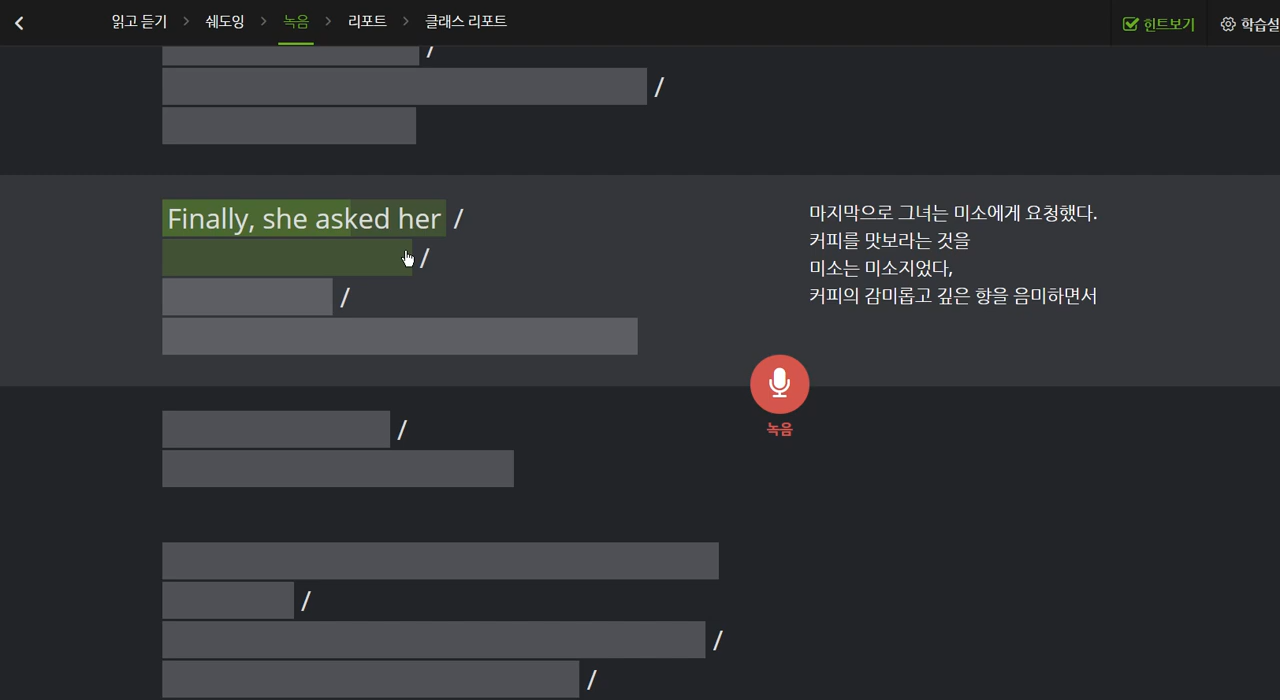 읽고 듣기 > 쉐도잉 > 녹음 > 리포트 > 클래스 리포트
힌트보기
학습설
/
/
Finally, she asked her /
/
/
마지막으로 그녀는 미소에게 요청했다.
커피를 맛보라는 것을
미소는 미소지었다,
커피의 감미롭고 깊은 향을 음미하면서
녹음
/
/
/
/